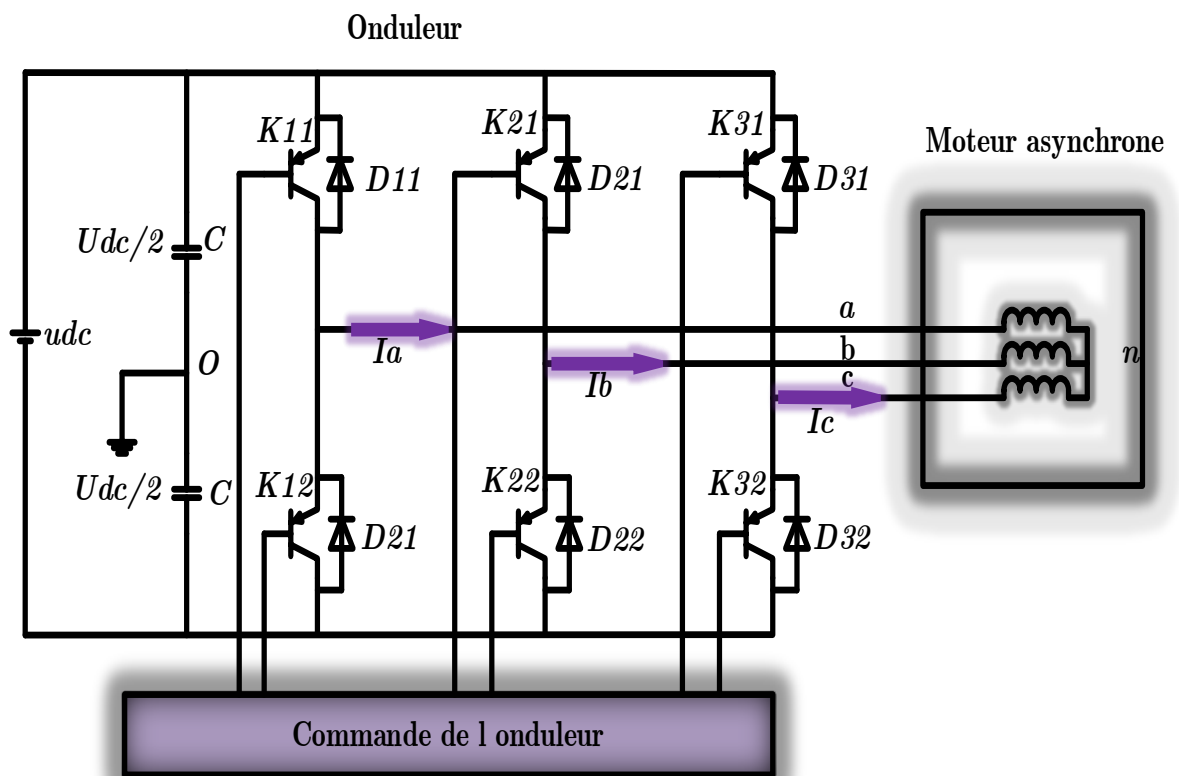 Onduleur
K11
D11
K21
D21
K31
D31
Moteur asynchrone
Udc/2
C
udc
O
Udc/2
C
Ia
Ib
Ic
a
b
c
n
K12
D21
K22
D22
K32
D32
Commande de l onduleur